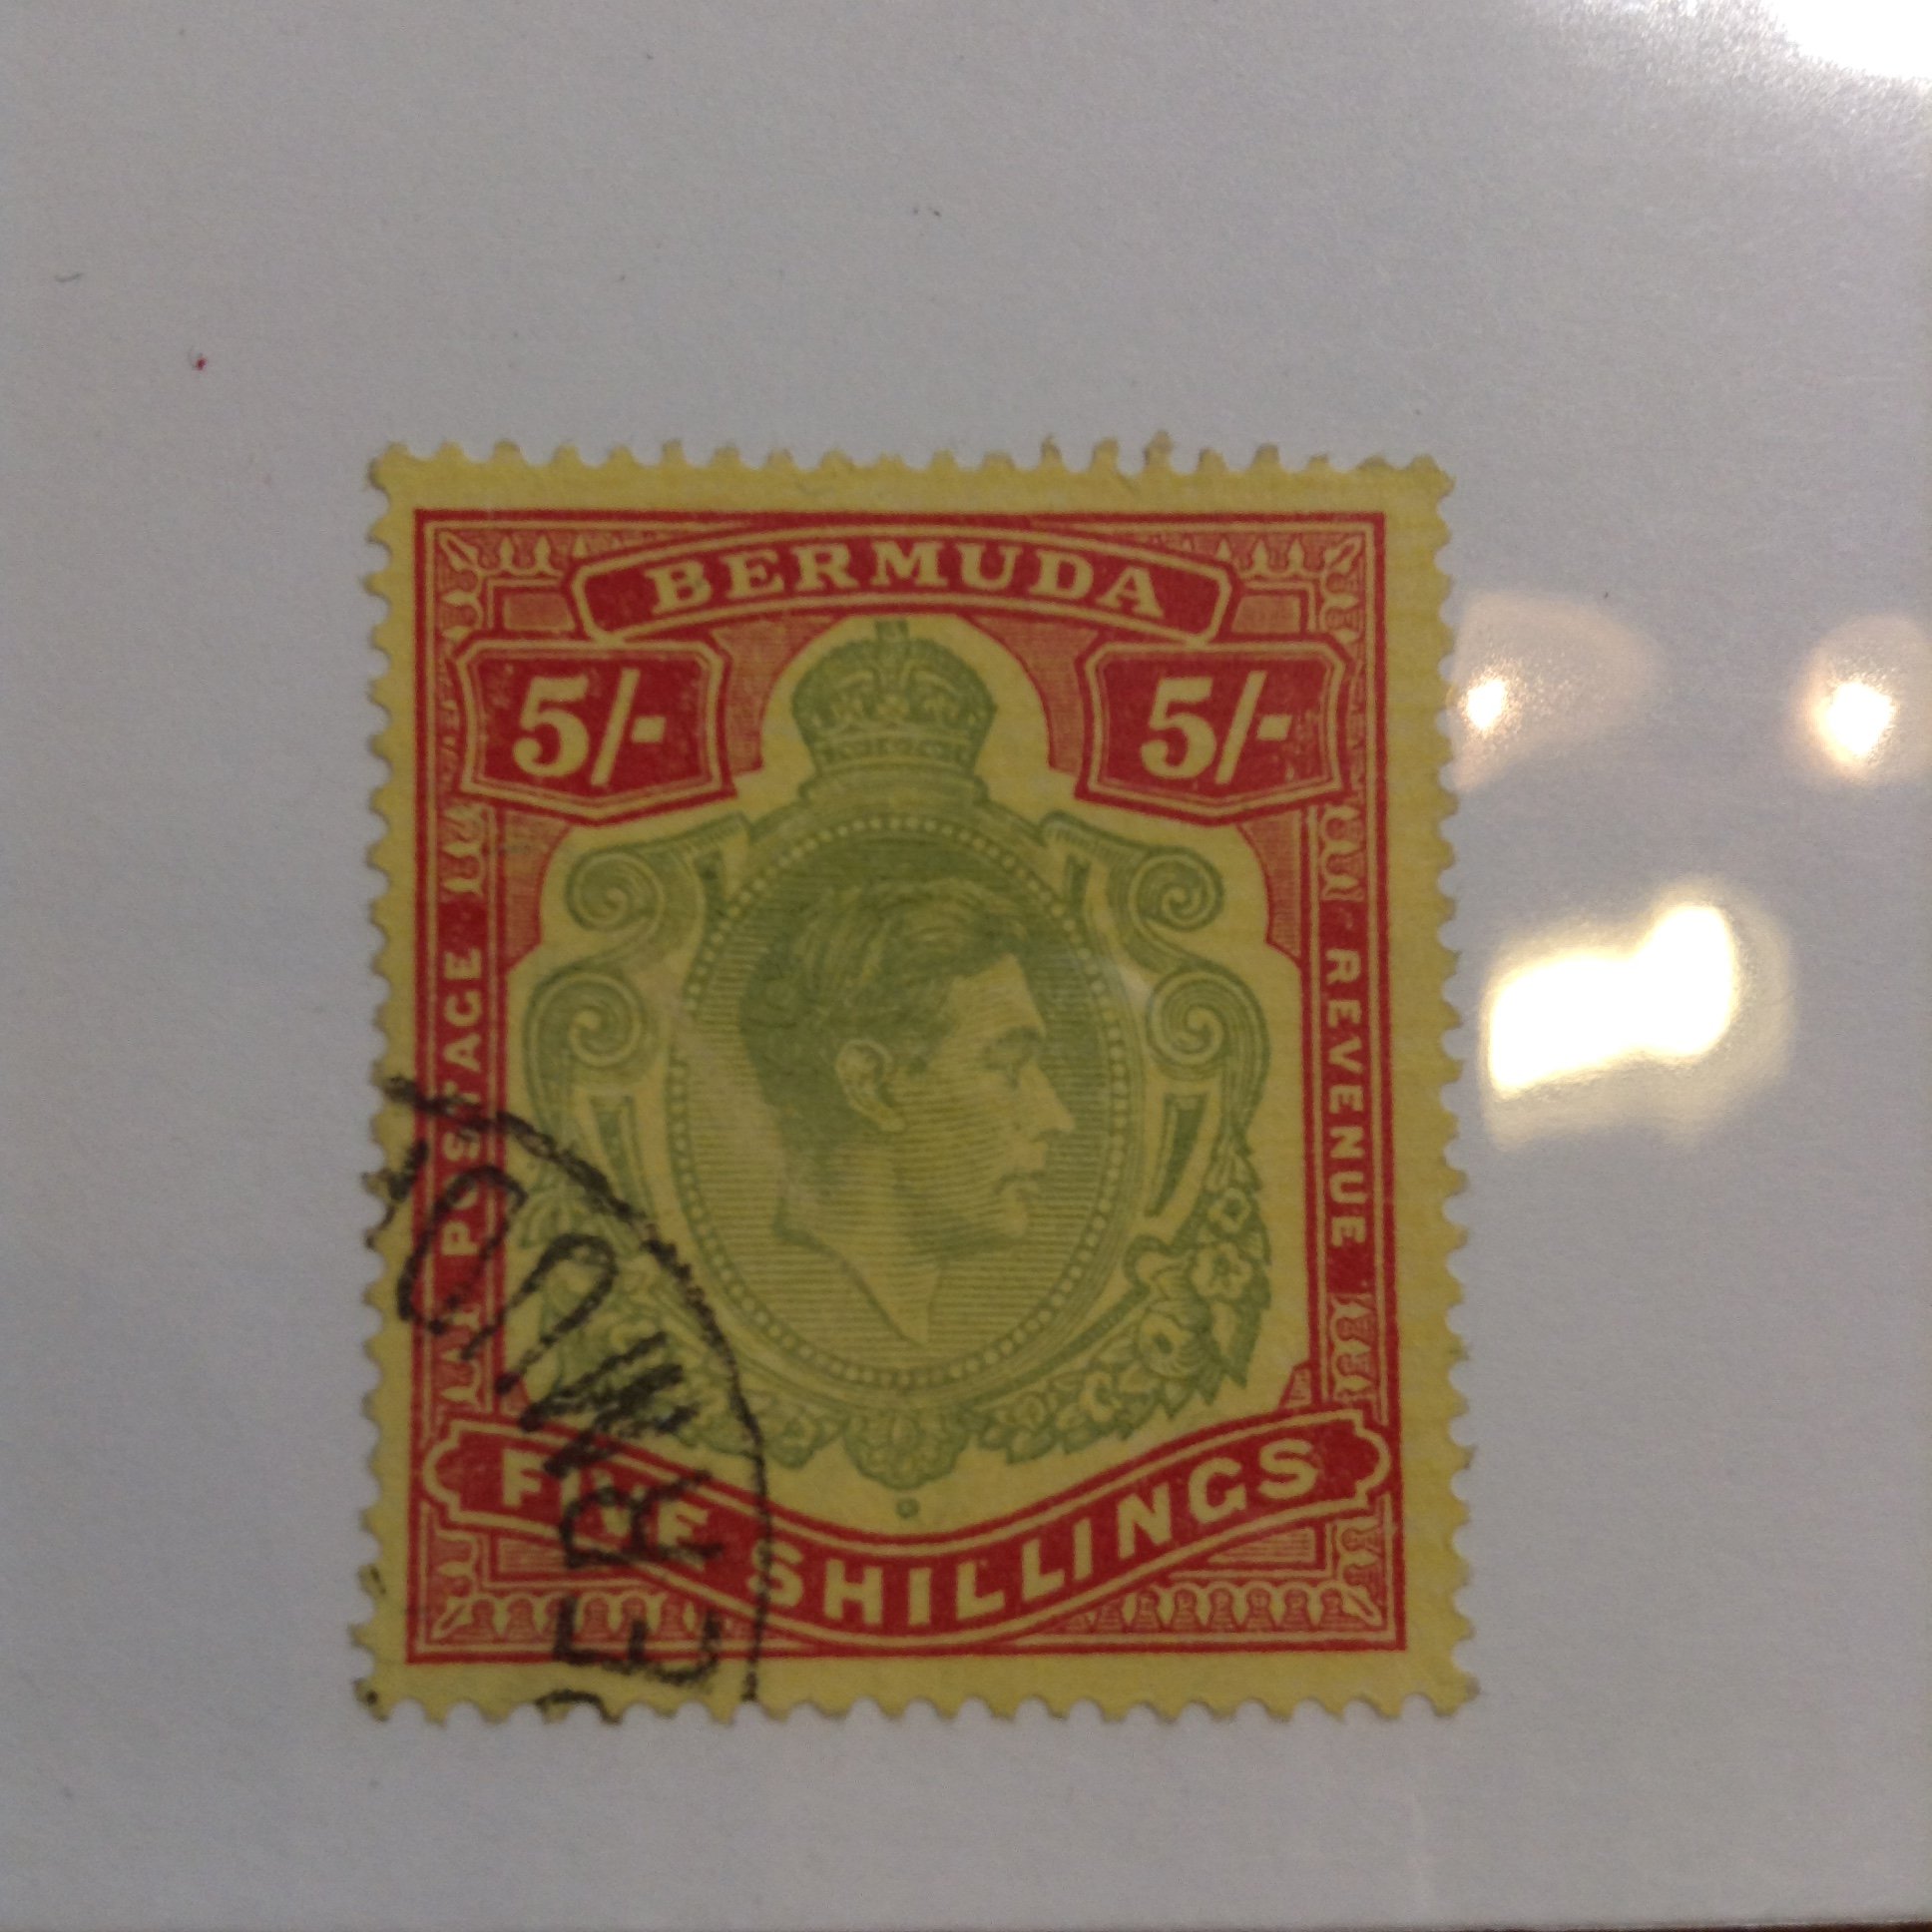 BERMUDA
5/- 5/-
POSTAGE
REVENUE
FIVE SHILLINGS